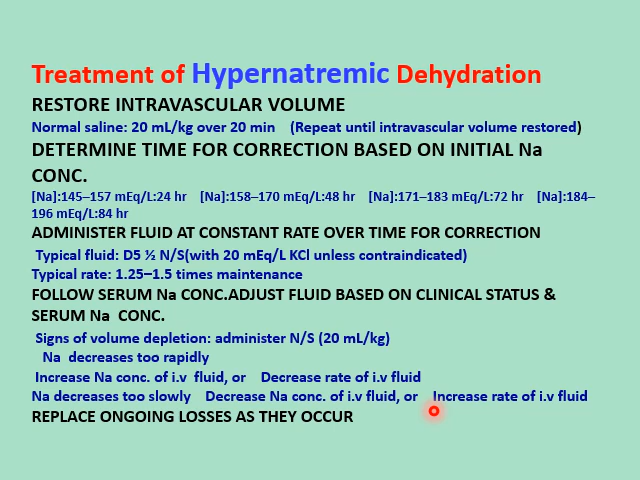 Treatment of Hypernatremic Dehydration
RESTORE INTRAVASCULAR VOLUME
Normal saline: 20 mL/kg over 20 min (Repeat until intravascular volume restored)
DETERMINE TIME FOR CORRECTION BASED ON INITIAL Na
CONC.
[Na]:145–157 mEq/L:24 hr [Na]:158–170 mEq/L:48 hr [Na]:171–183 mEq/L:72 hr [Na]:184–
196 mEq/L:84 hr
ADMINISTER FLUID AT CONSTANT RATE OVER TIME FOR CORRECTION
Typical fluid: D5 ½ N/S(with 20 mEq/L KCl unless contraindicated)
Typical rate: 1.25–1.5 times maintenance
FOLLOW SERUM Na CONC.ADJUST FLUID BASED ON CLINICAL STATUS &
SERUM Na CONC.
Signs of volume depletion: administer N/S (20 mL/kg)
Na decreases too rapidly
Increase Na conc. of i.v fluid, or Decrease rate of i.v fluid
Na decreases too slowly Decrease Na conc. of i.v fluid, or Increase rate of i.v fluid
REPLACE ONGOING LOSSES AS THEY OCCUR